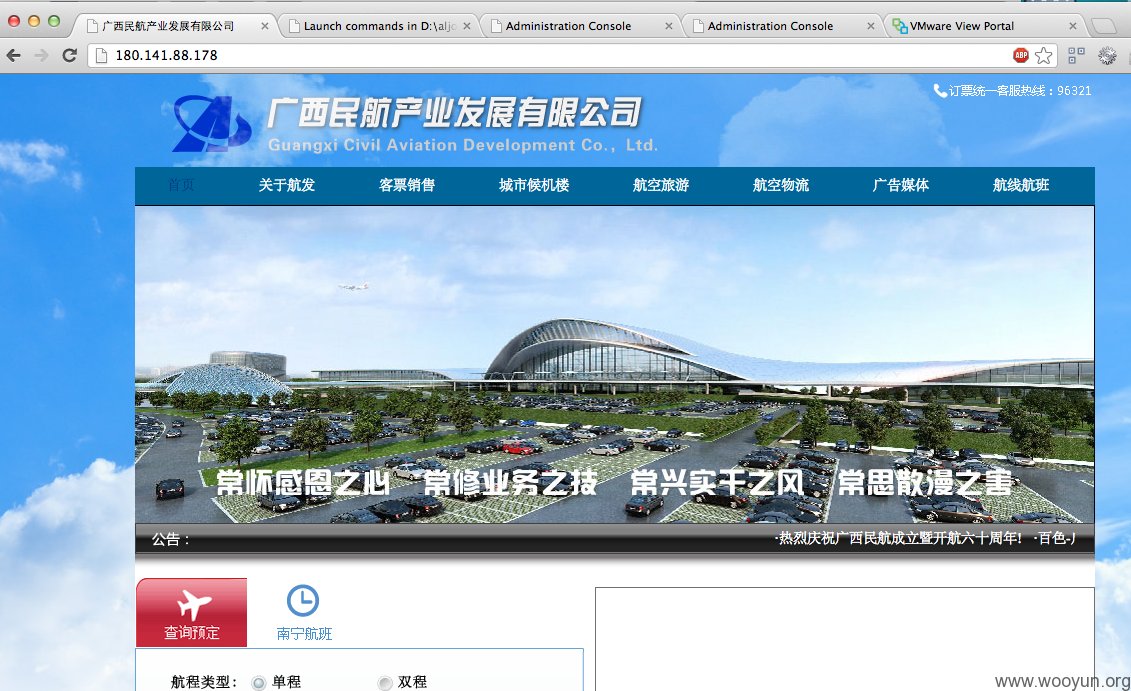 广西民航产业发展有限公司
Launch commands in D:\aljo
Administration Console
Administration Console
VMware View Portal
180.141.88.178
ABP
订票统一客服热线：96321
广西民航产业发展有限公司
Guangxi Civil Aviation Development Co., Ltd.
首页 关于航发 客票销售 城市候机楼 航空旅游 航空物流 广告媒体 航线航班
常怀感恩之心 常修业务之技 常兴实干之风 常思散漫之害
公告： ·热烈庆祝广西民航成立暨开航六十周年! ·百色-
查询预定
南宁航班
航程类型： 单程 双程
www.wooyun.org